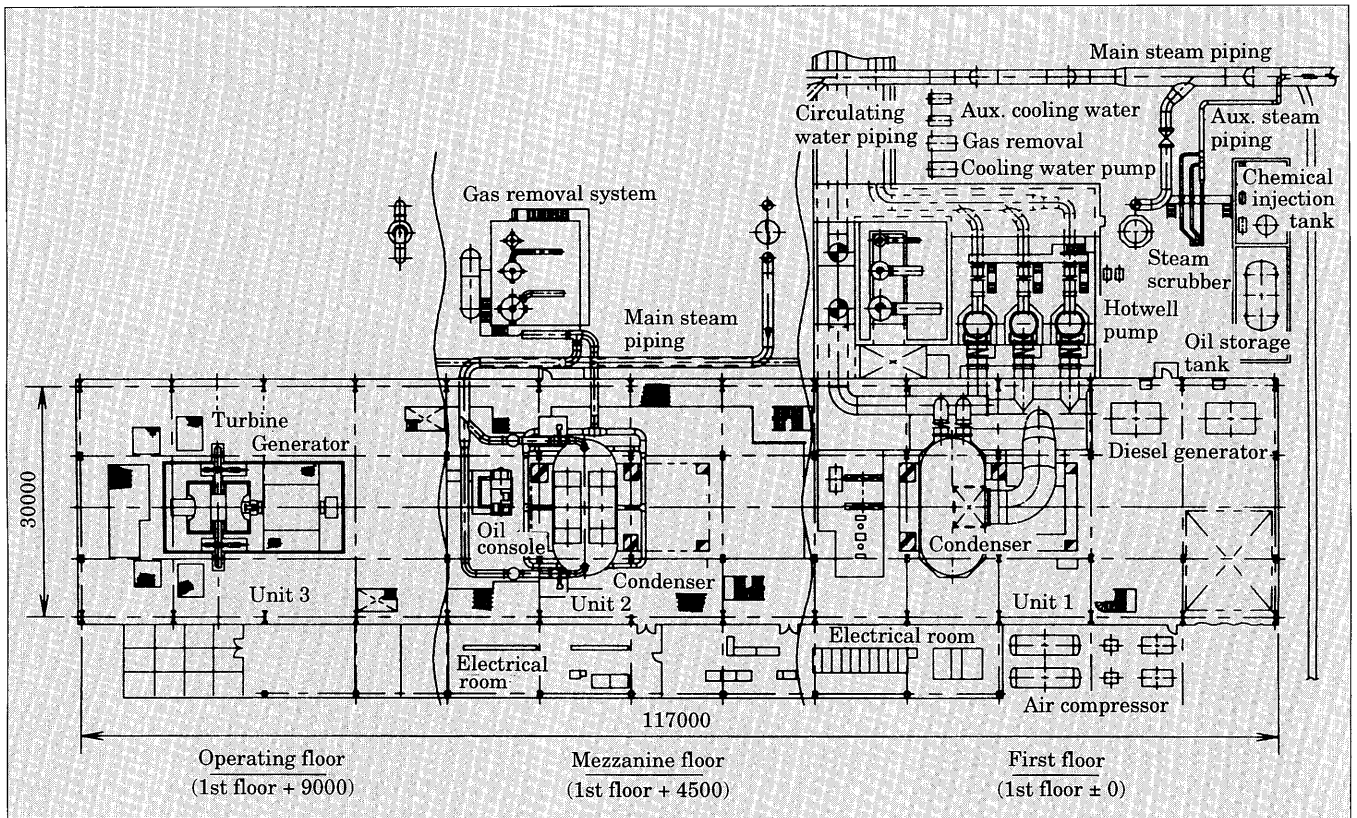 Main steam piping
Circulating
water piping
Aux. cooling water
Gas removal
Cooling water pump
Aux. steam
piping
Chemical
injection
tank
Gas removal system
Steam
scrubber
Hotwell
pump
Oil storage
tank
Main steam
piping
Turbine
Generator
Diesel generator
30000
Oil
console
Condenser
Condenser
Unit 3
Unit 2
Unit 1
Electrical
room
Electrical room
Air compressor
117000
Operating floor
(1st floor + 9000)
Mezzanine floor
(1st floor + 4500)
First floor
(1st floor ± 0)